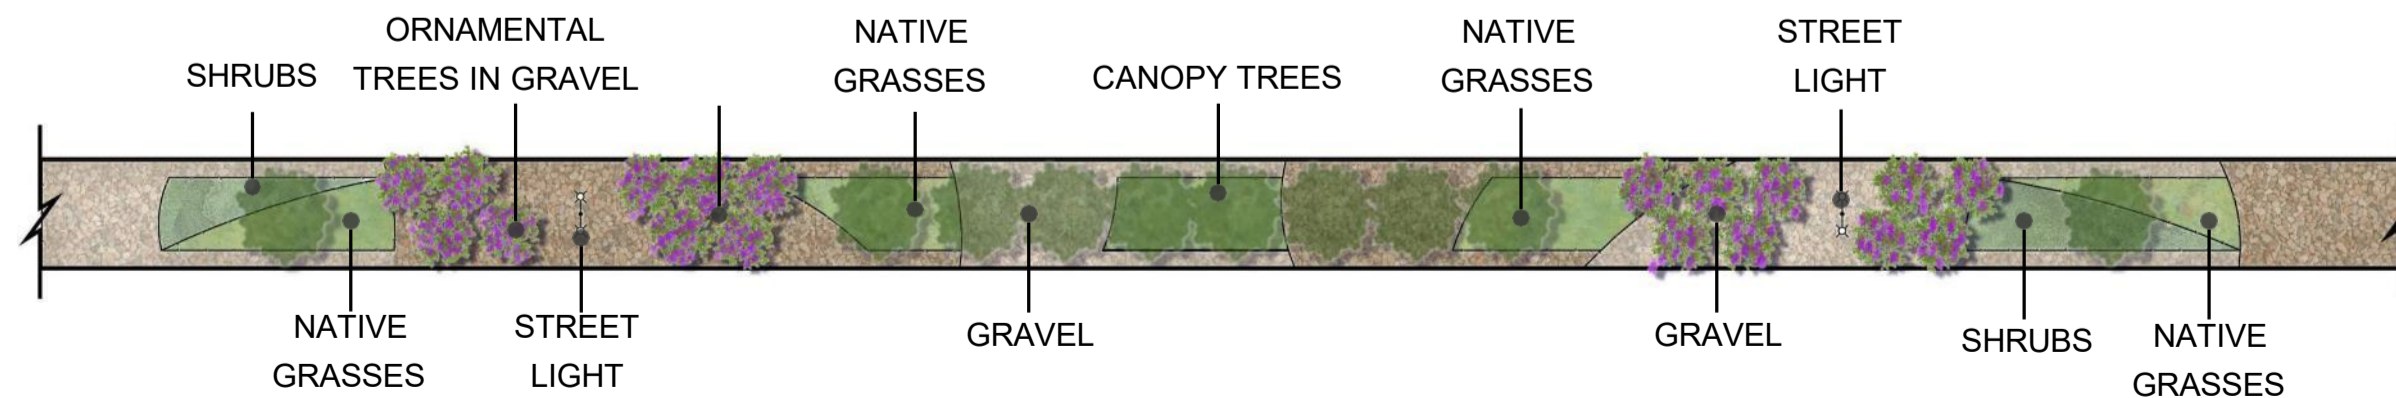 SHRUBS
ORNAMENTAL
TREES IN GRAVEL
NATIVE
GRASSES
CANOPY TREES
NATIVE
GRASSES
STREET
LIGHT
NATIVE
GRASSES
STREET
LIGHT
GRAVEL
GRAVEL
SHRUBS
NATIVE
GRASSES